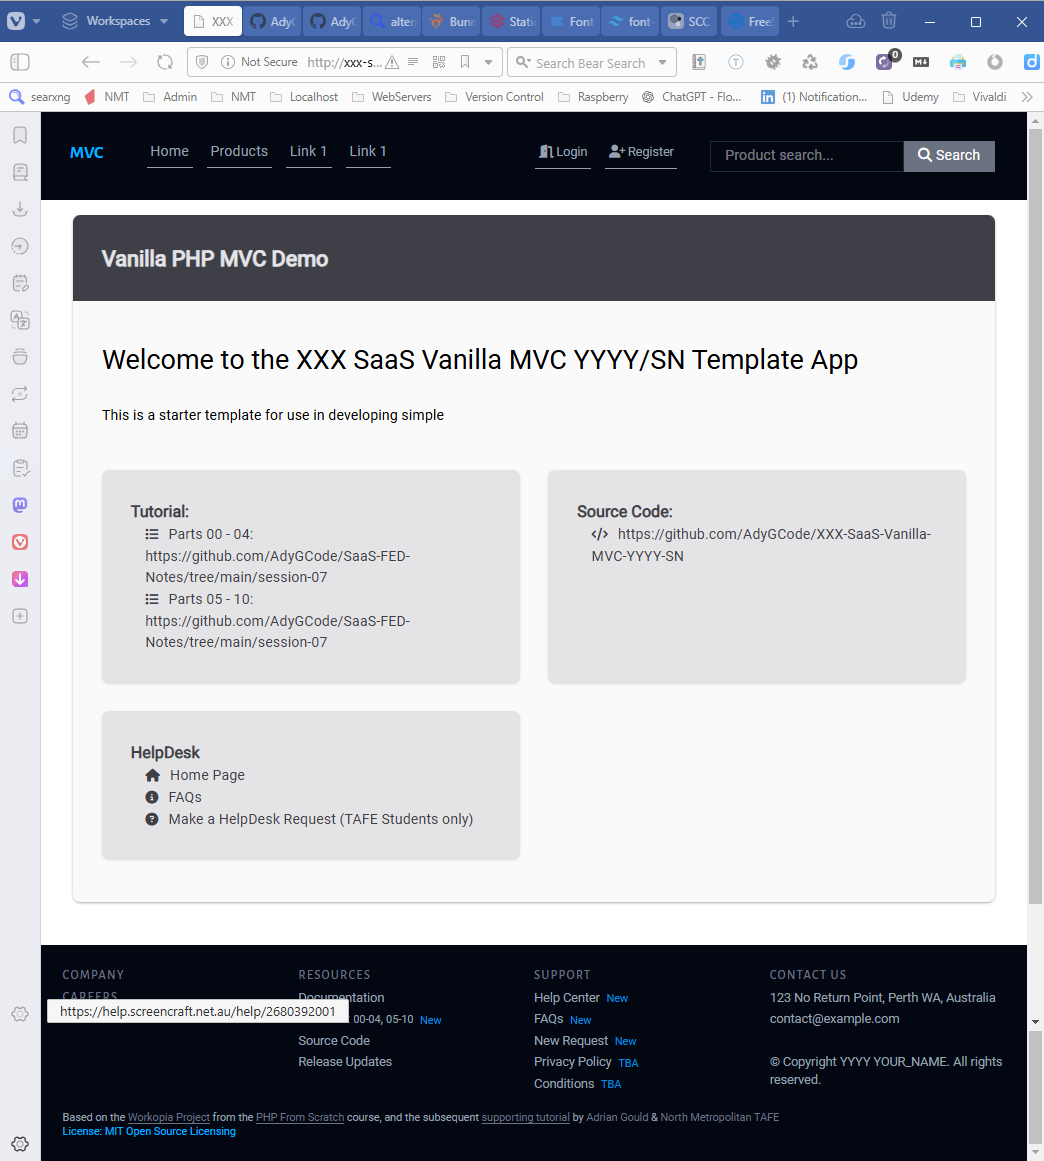 Workspaces XXX AdyG AdyG alter Bunn Stati Font font- SCC Free
Not Secure http://xxx-s... Search Bear Search 0
searxng NMT Admin NMT Localhost WebServers Version Control Raspberry ChatGPT - Flo... (1) Notification... Udemy Vivaldi
MVC Home Products Link 1 Link 1 Login Register Product search... Search
Vanilla PHP MVC Demo
Welcome to the XXX SaaS Vanilla MVC YYYY/SN Template App
This is a starter template for use in developing simple
Tutorial:
Parts 00 - 04:
https://github.com/AdyGCode/SaaS-FED-
Notes/tree/main/session-07
Parts 05 - 10:
https://github.com/AdyGCode/SaaS-FED-
Notes/tree/main/session-07
Source Code:
https://github.com/AdyGCode/XXX-SaaS-Vanilla-
MVC-YYYY-SN
HelpDesk
Home Page
FAQs
Make a HelpDesk Request (TAFE Students only)
COMPANY
CAREERS
https://help.screencraft.net.au/help/2680392001
RESOURCES
Documentation
00-04, 05-10 New
Source Code
Release Updates
SUPPORT
Help Center New
FAQs New
New Request New
Privacy Policy TBA
Conditions TBA
CONTACT US
123 No Return Point, Perth WA, Australia
contact@example.com
© Copyright YYYY YOUR_NAME. All rights
reserved.
Based on the Workopia Project from the PHP From Scratch course, and the subsequent supporting tutorial by Adrian Gould & North Metropolitan TAFE
License: MIT Open Source Licensing